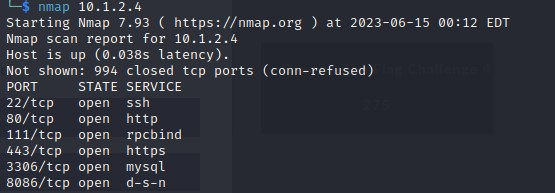 └─$ nmap 10.1.2.4
Starting Nmap 7.93 ( https://nmap.org ) at 2023-06-15 00:12 EDT
Nmap scan report for 10.1.2.4
Host is up (0.038s latency).
Not shown: 994 closed tcp ports (conn-refused)
PORT     STATE SERVICE
22/tcp   open  ssh
80/tcp   open  http
111/tcp  open  rpcbind
443/tcp  open  https
3306/tcp open  mysql
8086/tcp open  d-s-n